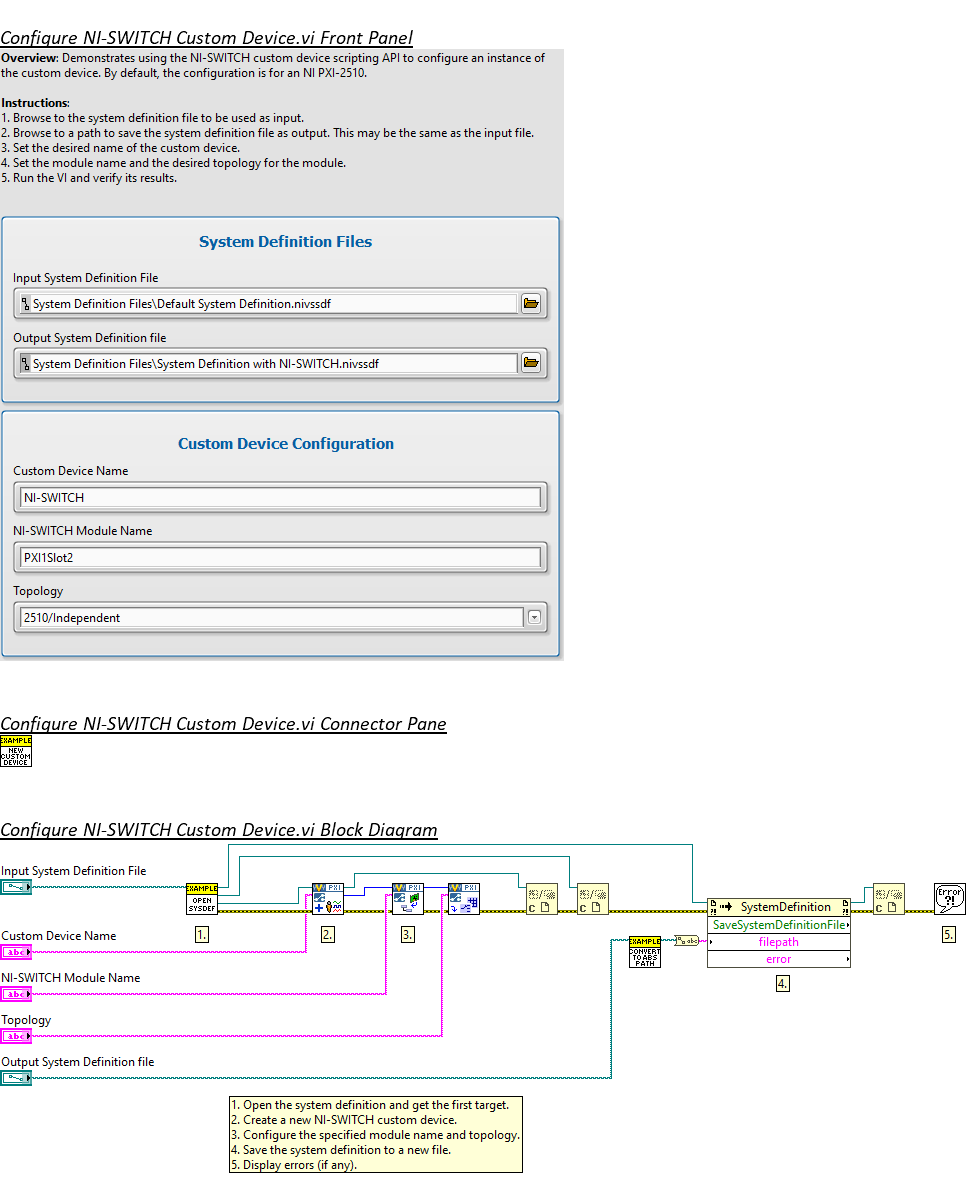 Configure NI-SWITCH Custom Device.vi Front Panel
Overview: Demonstrates using the NI-SWITCH custom device scripting API to configure an instance of
the custom device. By default, the configuration is for an NI PXI-2510.
Instructions:
1. Browse to the system definition file to be used as input.
2. Browse to a path to save the system definition file as output. This may be the same as the input file.
3. Set the desired name of the custom device.
4. Set the module name and the desired topology for the module.
5. Run the VI and verify its results.
System Definition Files
Input System Definition File
System Definition Files\Default System Definition.nivssdf
Output System Definition file
System Definition Files\System Definition with NI-SWITCH.nivssdf
Custom Device Configuration
Custom Device Name
NI-SWITCH
NI-SWITCH Module Name
PXI1Slot2
Topology
2510/Independent
Configure NI-SWITCH Custom Device.vi Connector Pane
EXAMPLE
NEW
CUSTOM
DEVICE
Configure NI-SWITCH Custom Device.vi Block Diagram
Input System Definition File
EXAMPLE
OPEN
SYSDEF
PXI
PXI
PXI
C
C
C
Error
?!
SystemDefinition
SaveSystemDefinitionFile
filepath
error
EXAMPLE
CONVERT
TO ABS
PATH
abc
1.
2.
3.
4.
5.
Custom Device Name
abc
NI-SWITCH Module Name
abc
Topology
abc
Output System Definition file
1. Open the system definition and get the first target.
2. Create a new NI-SWITCH custom device.
3. Configure the specified module name and topology.
4. Save the system definition to a new file.
5. Display errors (if any).